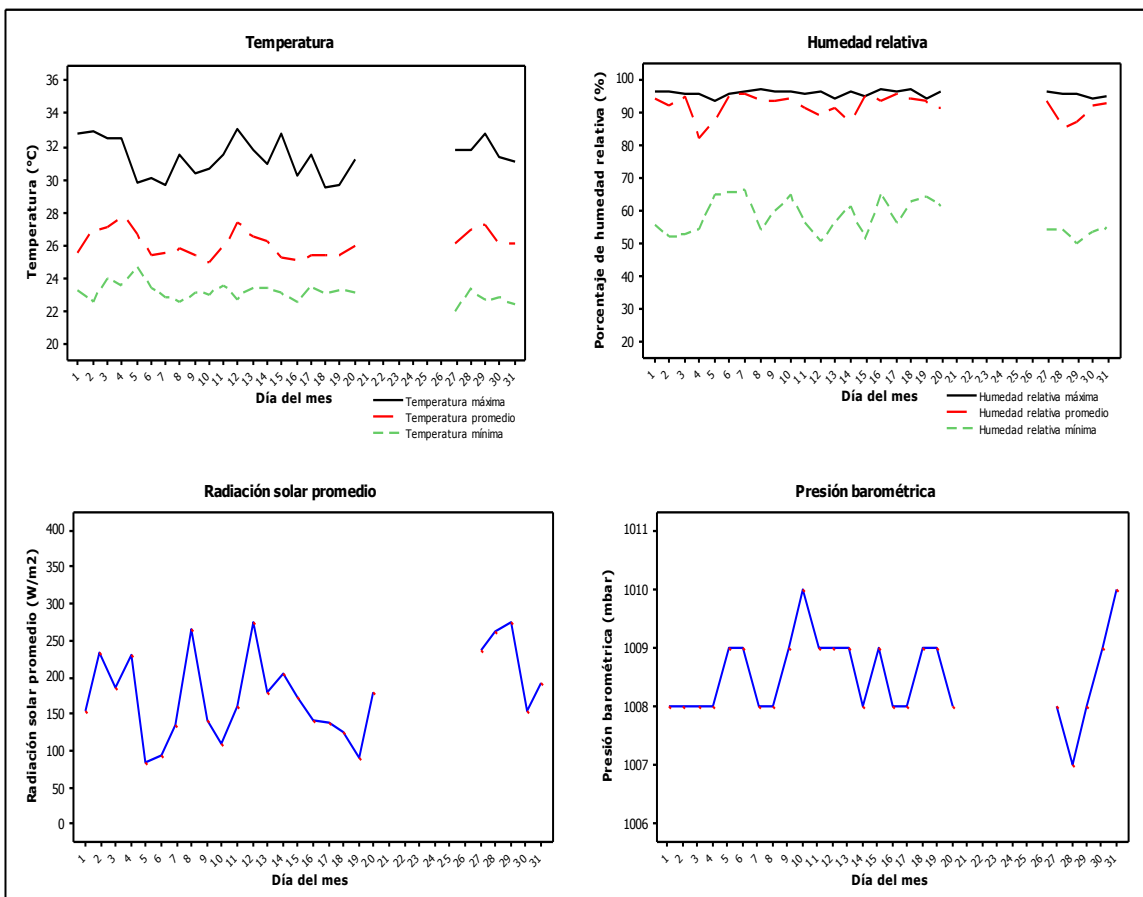 Temperatura
Temperatura (°C)
36
34
32
30
28
26
24
22
20
1 2 3 4 5 6 7 8 9 10 11 12 13 14 15 16 17 18 19 20 21 22 23 24 25 26 27 28 29 30 31
Día del mes
Temperatura máxima
Temperatura promedio
Temperatura mínima
Humedad relativa
Porcentaje de humedad relativa (%)
100
90
80
70
60
50
40
30
20
1 2 3 4 5 6 7 8 9 10 11 12 13 14 15 16 17 18 19 20 21 22 23 24 25 26 27 28 29 30 31
Día del mes
Humedad relativa máxima
Humedad relativa promedio
Humedad relativa mínima
Radiación solar promedio
Radiación solar promedio (W/m2)
400
350
300
250
200
150
100
50
0
1 2 3 4 5 6 7 8 9 10 11 12 13 14 15 16 17 18 19 20 21 22 23 24 25 26 27 28 29 30 31
Día del mes
Presión barométrica
Presión barométrica (mbar)
1011
1010
1009
1008
1007
1006
1 2 3 4 5 6 7 8 9 10 11 12 13 14 15 16 17 18 19 20 21 22 23 24 25 26 27 28 29 30 31
Día del mes